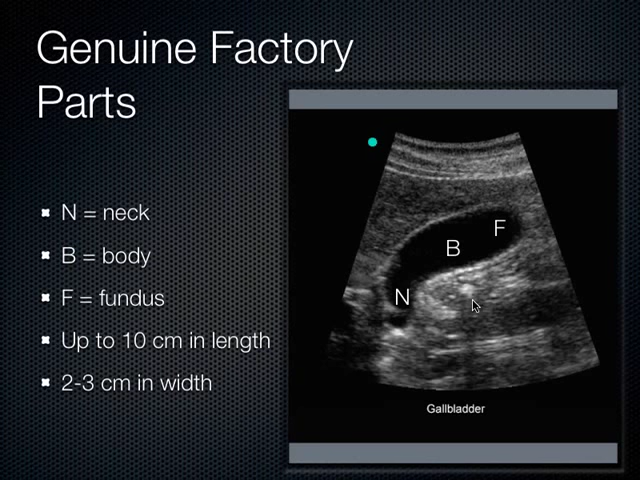 Genuine Factory
Parts
N = neck
B = body
F = fundus
Up to 10 cm in length
2-3 cm in width
F
B
N
Gallbladder